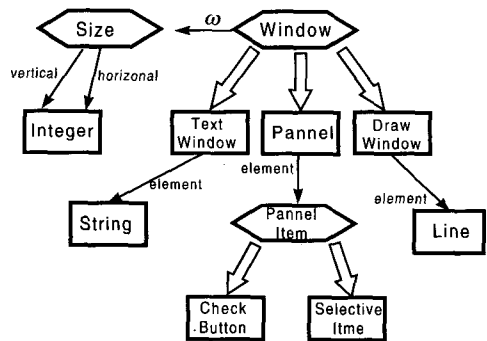 Size
ω
Window
vertical
horizonal
Integer
Text
Window
Pannel
Draw
Window
element
element
element
String
Pannel
Item
Line
Check
.Button
Selective
Itme